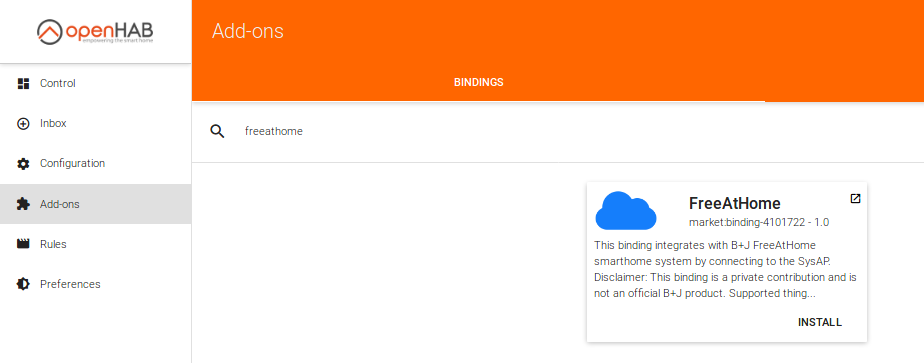 openHAB
empowering the smart home
Add-ons
BINDINGS
Control
Inbox
Configuration
Add-ons
Rules
Preferences
freeathome
FreeAtHome
market:binding-4101722 - 1.0
This binding integrates with B+J FreeAtHome
smarthome system by connecting to the SysAP.
Disclaimer: This binding is a private contribution and is
not an official B+J product. Supported thing...
INSTALL